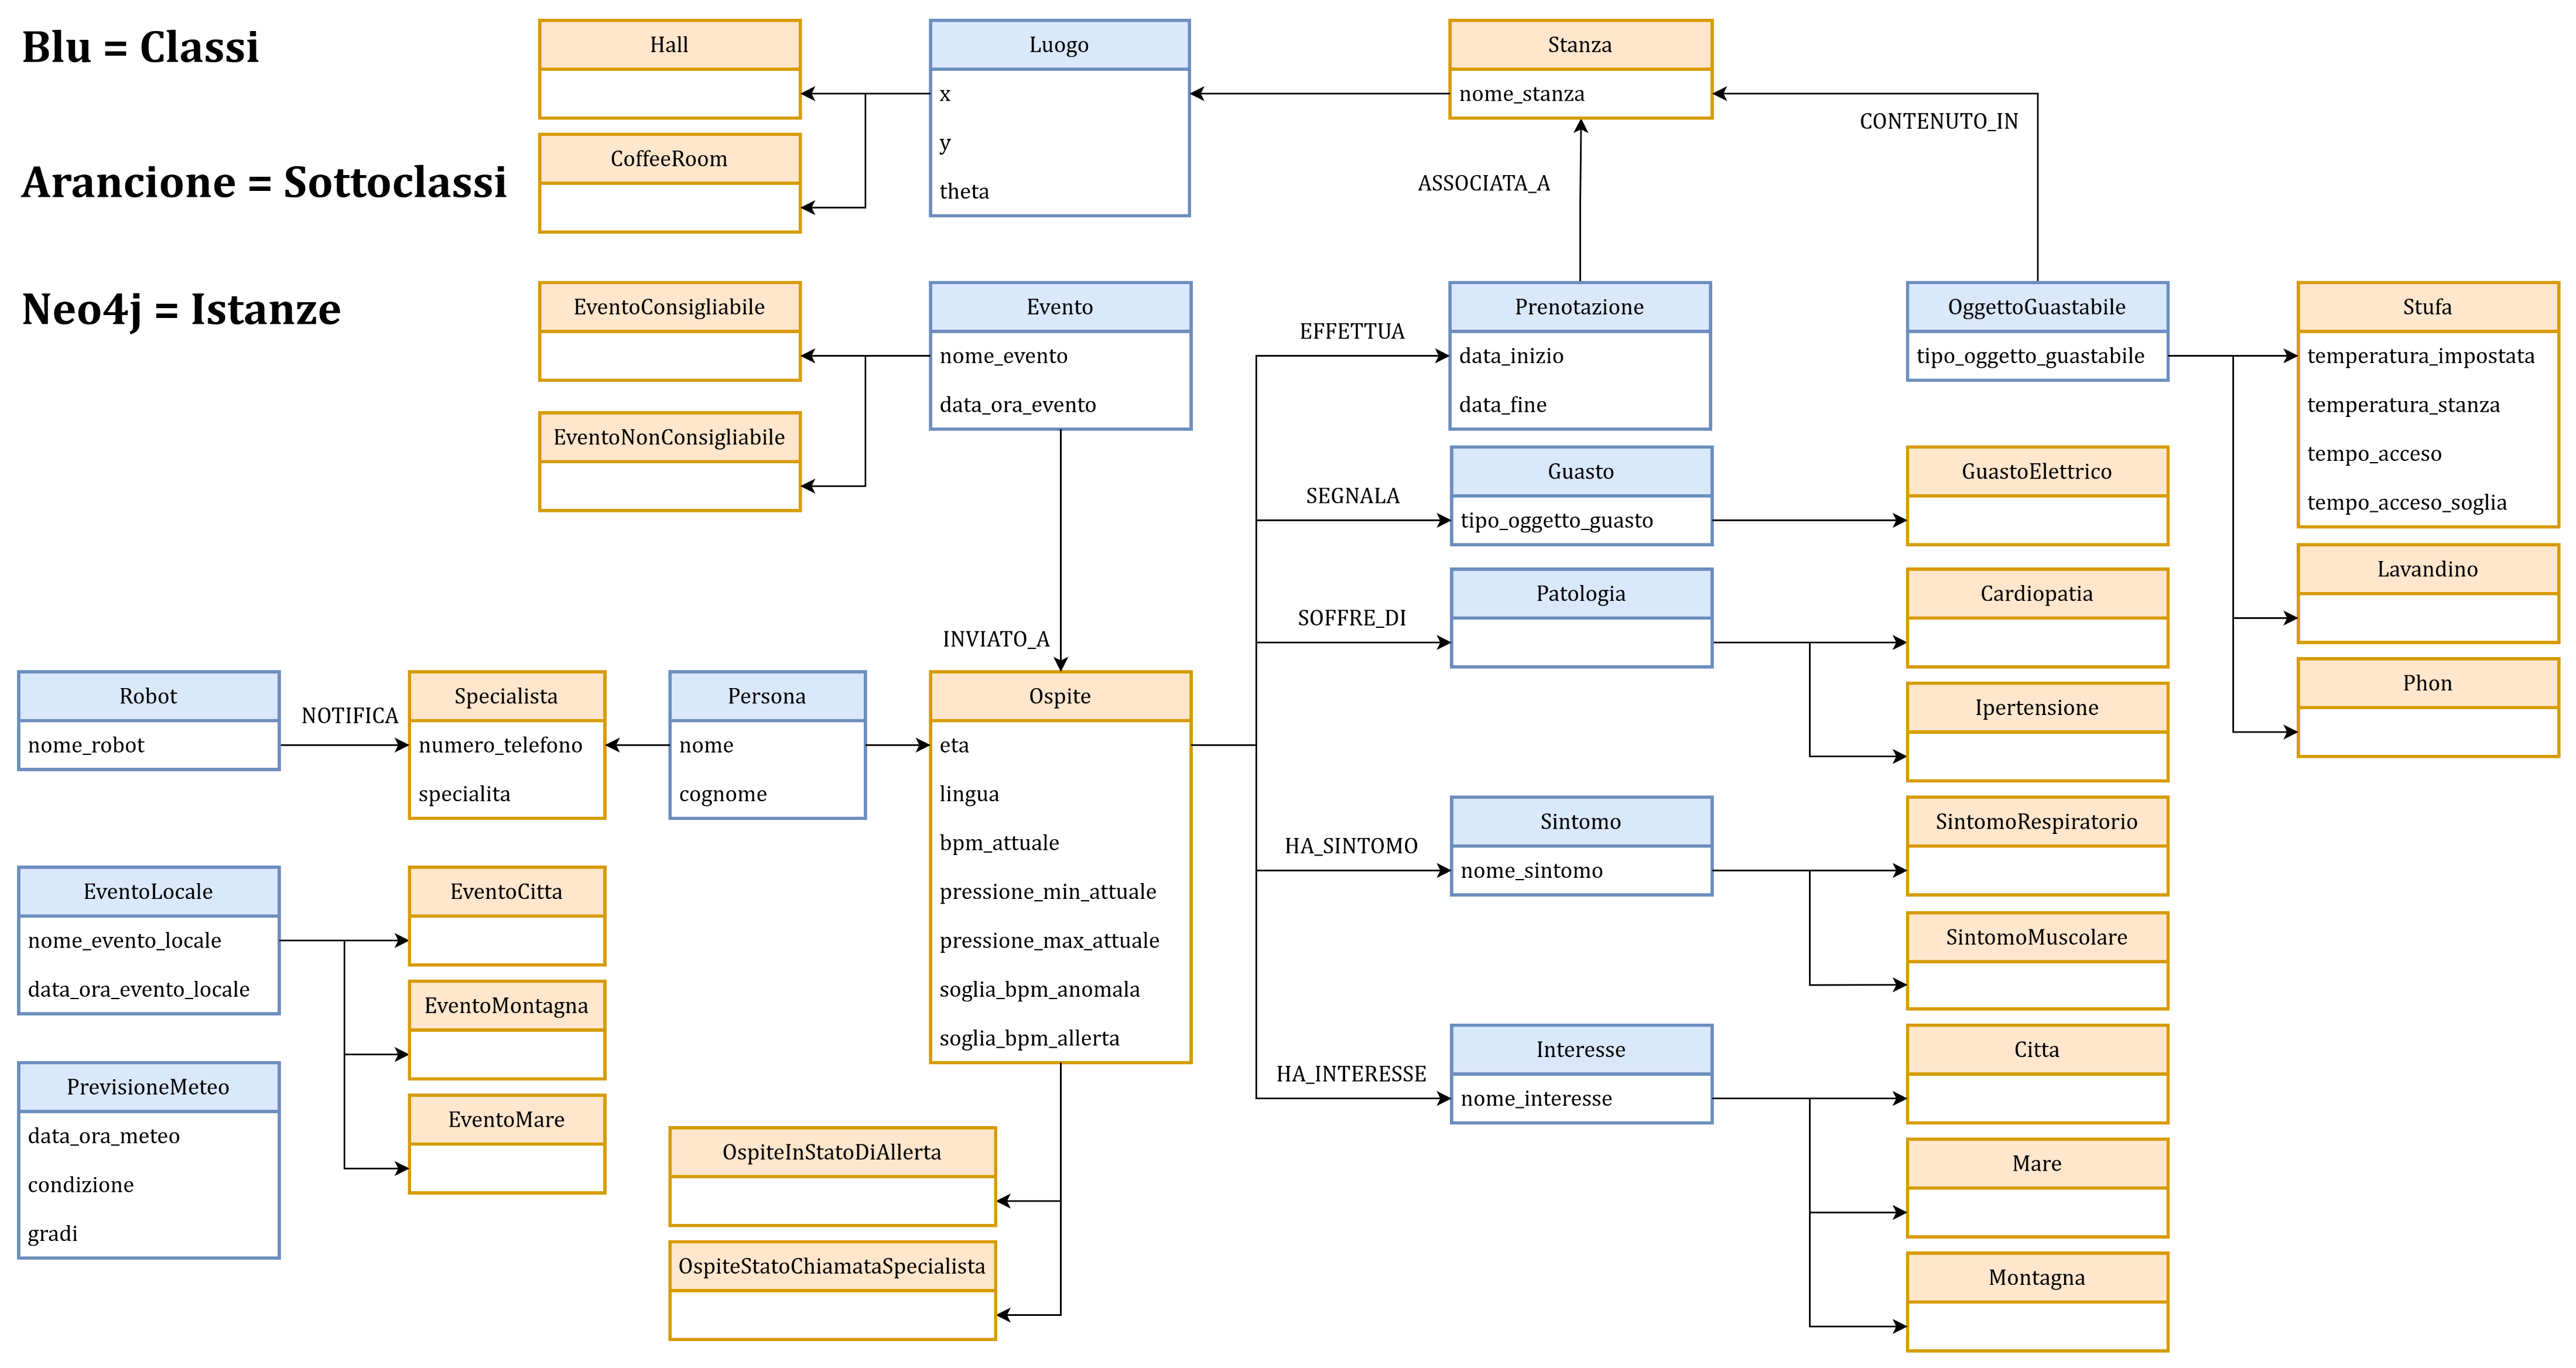 Blu = Classi
Arancione = Sottoclassi
Neo4j = Istanze
Hall
CoffeeRoom
Luogo
x
y
theta
Stanza
nome_stanza
CONTENUTO_IN
ASSOCIATA_A
EventoConsigliabile
EventoNonConsigliabile
Evento
nome_evento
data_ora_evento
INVIATO_A
EFFETTUA
Prenotazione
data_inizio
data_fine
OggettoGuastabile
tipo_oggetto_guastabile
Stufa
temperatura_impostata
temperatura_stanza
tempo_acceso
tempo_acceso_soglia
Lavandino
Phon
SEGNALA
Guasto
tipo_oggetto_guasto
GuastoElettrico
SOFFRE_DI
Patologia
Cardiopatia
Ipertensione
Robot
nome_robot
NOTIFICA
Specialista
numero_telefono
specialita
Persona
nome
cognome
Ospite
eta
lingua
bpm_attuale
pressione_min_attuale
pressione_max_attuale
soglia_bpm_anomala
soglia_bpm_allerta
HA_SINTOMO
Sintomo
nome_sintomo
SintomoRespiratorio
SintomoMuscolare
EventoLocale
nome_evento_locale
data_ora_evento_locale
EventoCitta
EventoMontagna
EventoMare
PrevisioneMeteo
data_ora_meteo
condizione
gradi
OspiteInStatoDiAllerta
OspiteStatoChiamataSpecialista
HA_INTERESSE
Interesse
nome_interesse
Citta
Mare
Montagna